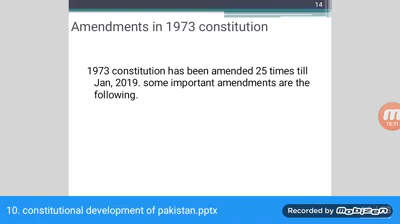 14
Amendments in 1973 constitution
1973 constitution has been amended 25 times till
Jan, 2019. some important amendments are the
following.
10. constitutional development of pakistan.pptx
Recorded by
MOBIZEN